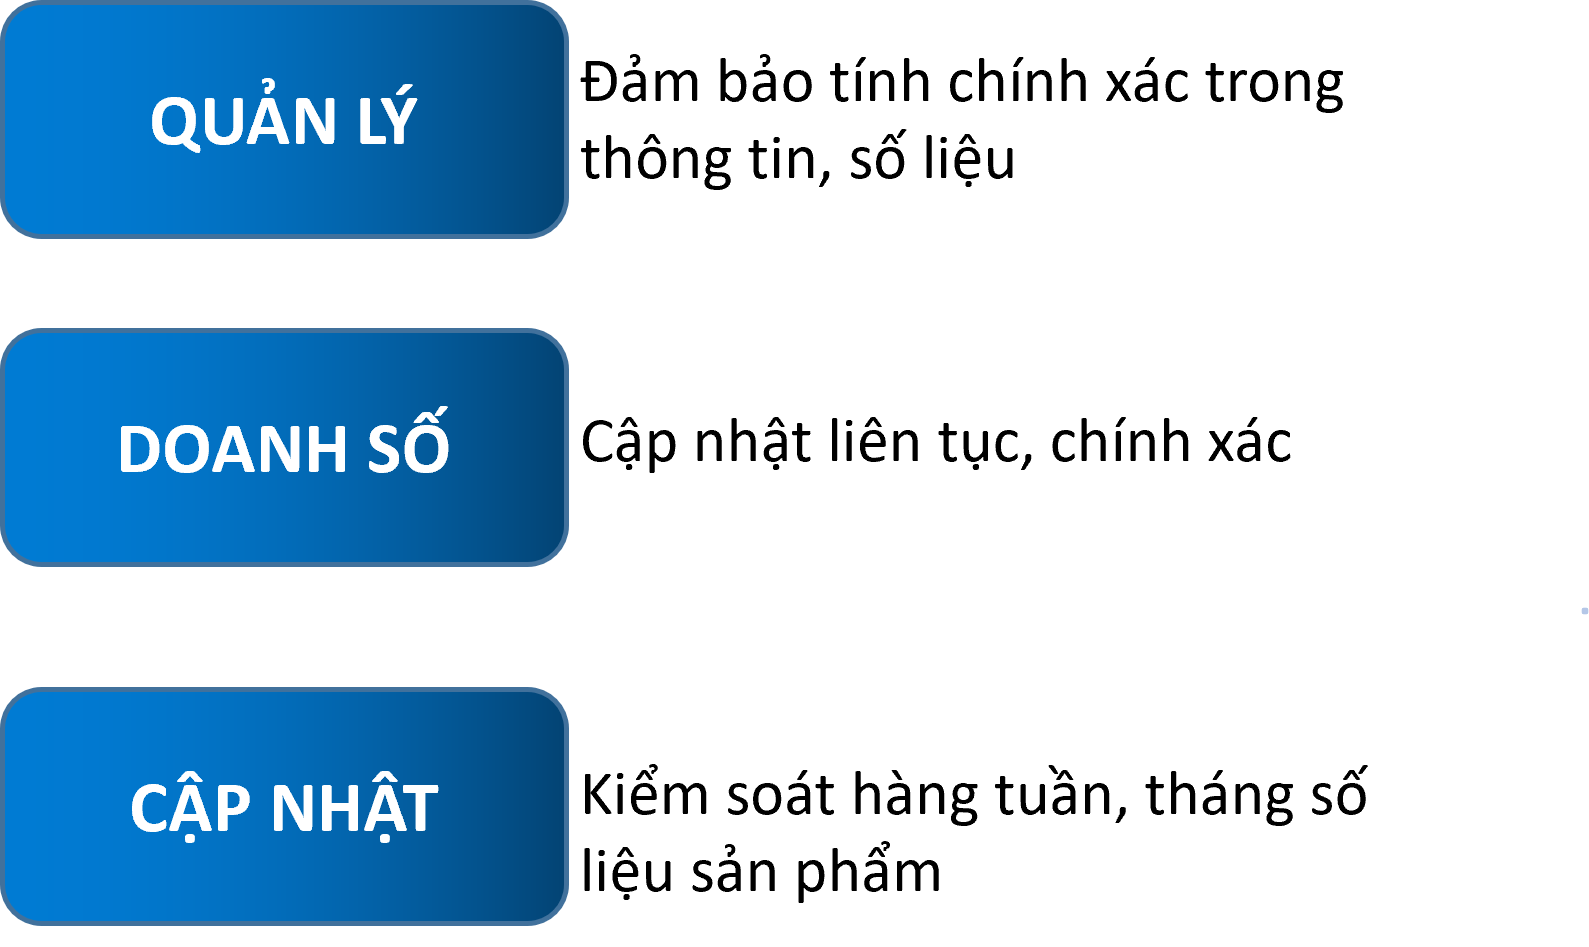 QUẢN LÝ
Đảm bảo tính chính xác trong
thông tin, số liệu
DOANH SỐ
Cập nhật liên tục, chính xác
CẬP NHẬT
Kiểm soát hàng tuần, tháng số
liệu sản phẩm